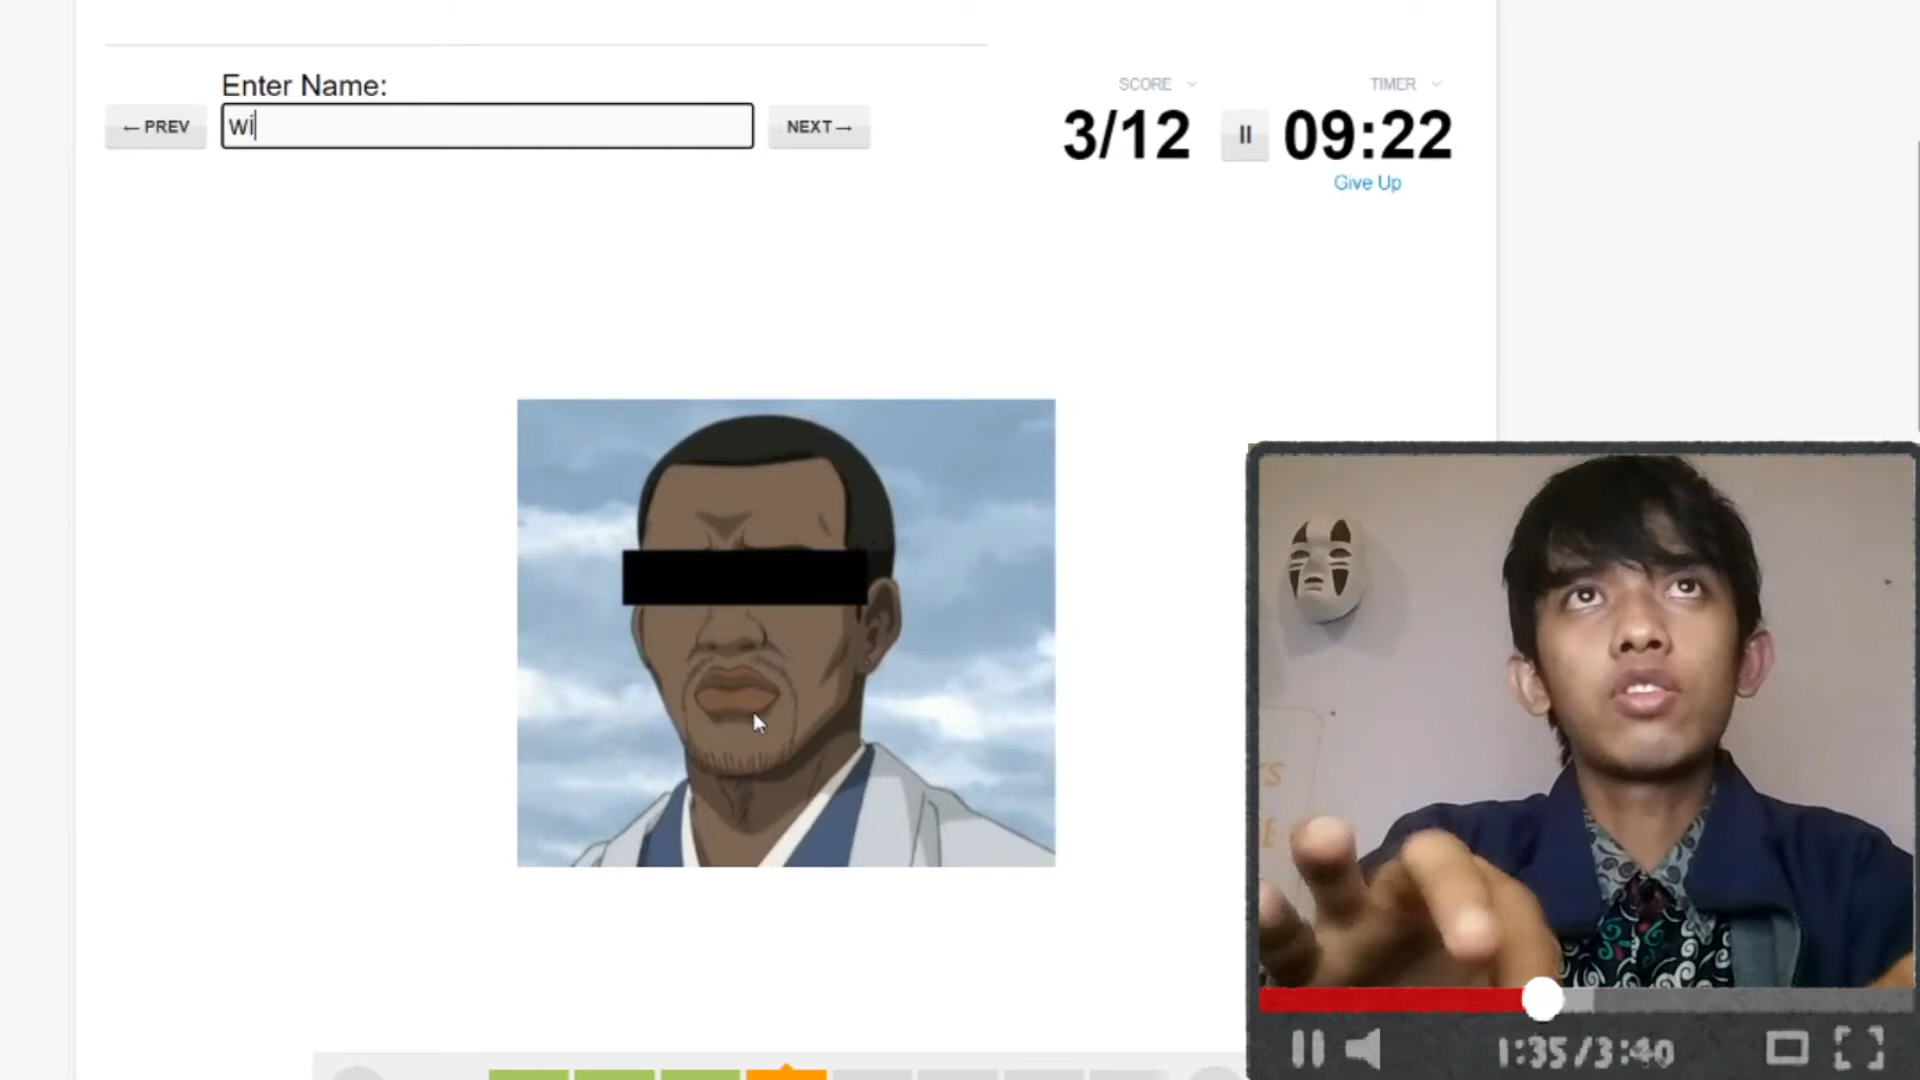 Enter Name:
← PREV
wi
NEXT →
SCORE
TIMER
3/12
09:22
Give Up
1:35/3:40